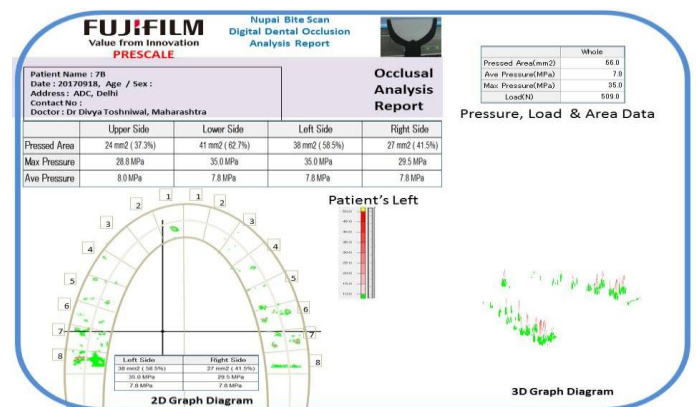 FUJIFILM
Value from Innovation
PRESCALE
Nupai Bite Scan
Digital Dental Occlusion
Analysis Report
Patient Name : 7B
Date : 20170918, Age / Sex :
Address : ADC, Delhi
Contact No :
Doctor : Dr Divya Toshniwal, Maharashtra
Occlusal
Analysis
Report
Whole
Pressed Area(mm2) 66.0
Ave Pressure(MPa) 7.8
Max Pressure(MPa) 35.0
Load(N) 509.0
Pressure, Load & Area Data
Upper Side Lower Side Left Side Right Side
Pressed Area 24 mm2 ( 37.3%) 41 mm2 ( 62.7%) 38 mm2 ( 58.5%) 27 mm2 ( 41.5%)
Max Pressure 28.8 MPa 35.0 MPa 35.0 MPa 29.5 MPa
Ave Pressure 8.0 MPa 7.8 MPa 7.8 MPa 7.8 MPa
Patient's Left
1 1
2 2
3 3
4 4
5 5
6 6
7 7
8 8
Left Side Right Side
38 mm2 ( 58.5%) 27 mm2 ( 41.5%)
35.0 MPa 29.5 MPa
7.8 MPa 7.8 MPa
2D Graph Diagram
3D Graph Diagram